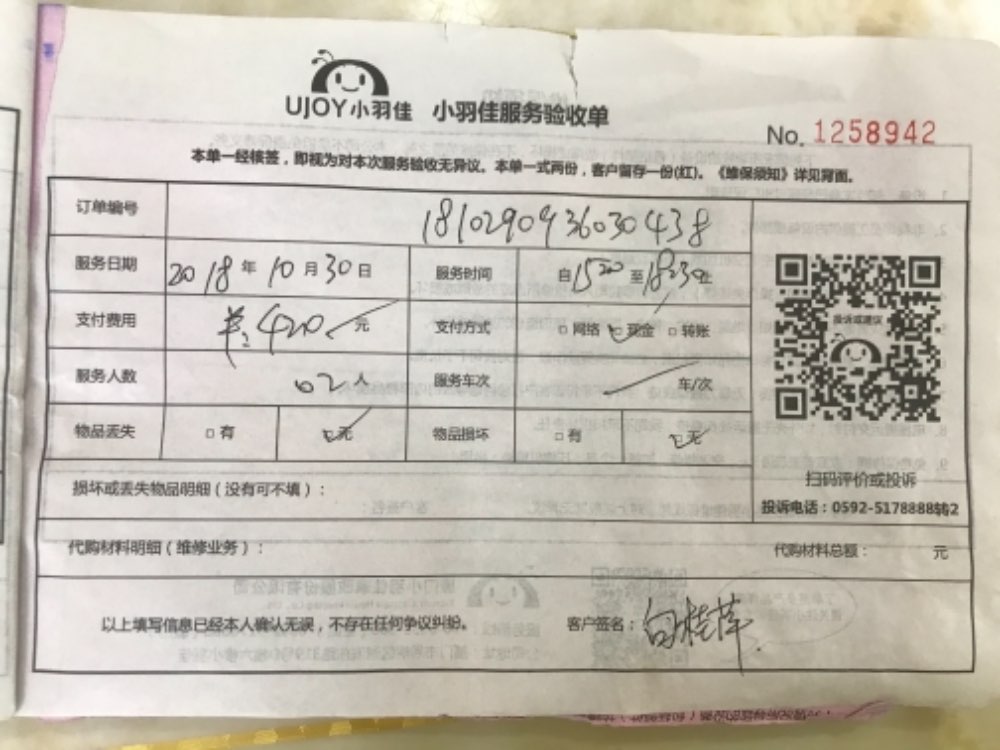 UJOY小羽佳 小羽佳服务验收单
No. 1258942
本单一经核签，即视为对本次服务验收无异议。本单一式两份，客户留存一份(红)。《维保须知》详见背面。
订单编号 181029093603043​8
服务日期 2018年10月30日 服务时间 自1520至1830止
支付费用 ￥:420元 支付方式 □网络 ☑现金 □转账
服务人数 02人 服务车次 车/次
物品丢失 □有 ☑无 物品损坏 □有 ☑无
投诉或建议
扫码评价或投诉
投诉电话：0592-5178888转2
损坏或丢失物品明细（没有可不填）：
代购材料明细（维修业务）： 代购材料总额： 元
以上填写信息已经本人确认无误，不存在任何争议纠纷。 客户签名：